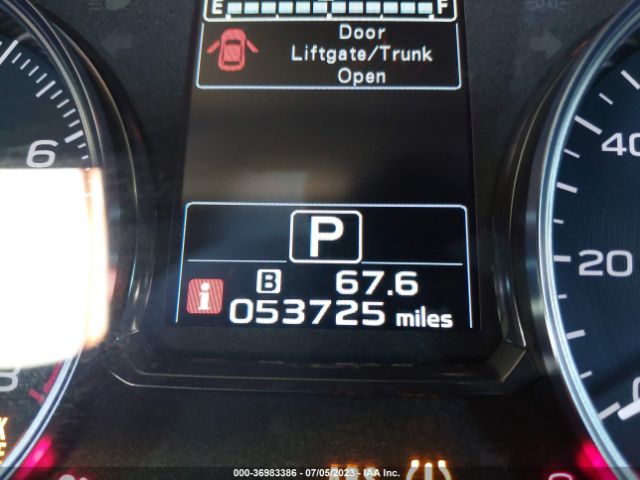 E F
Door
Liftgate/Trunk
Open
6
40
P
20
B 67.6
i 053725 miles
000-36983386 - 07/05/2023 - IAA Inc.